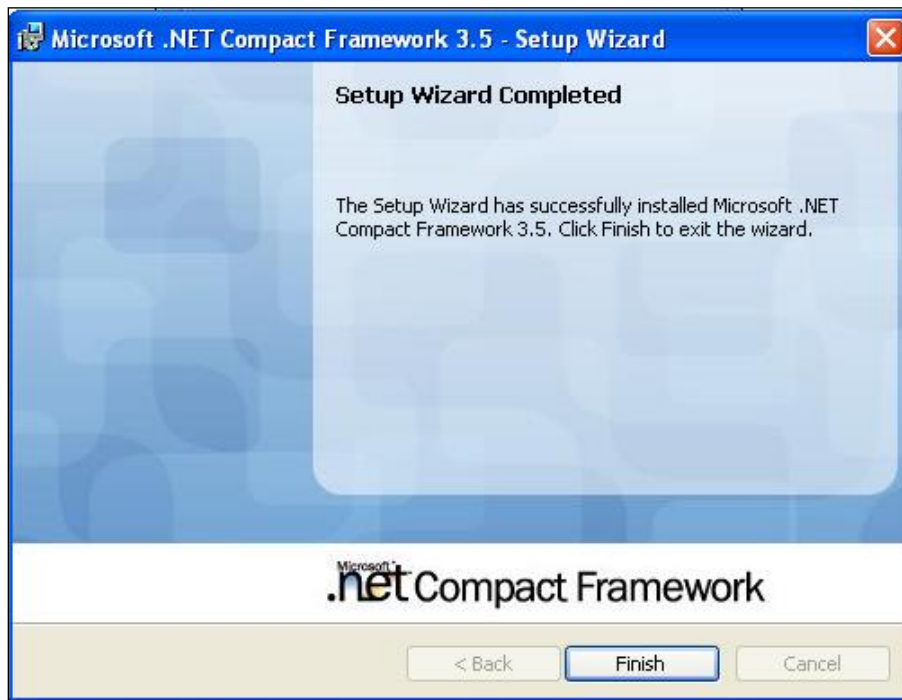 Microsoft .NET Compact Framework 3.5 - Setup Wizard
Setup Wizard Completed
The Setup Wizard has successfully installed Microsoft .NET
Compact Framework 3.5. Click Finish to exit the wizard.
Microsoft
.net Compact Framework
< Back Finish Cancel